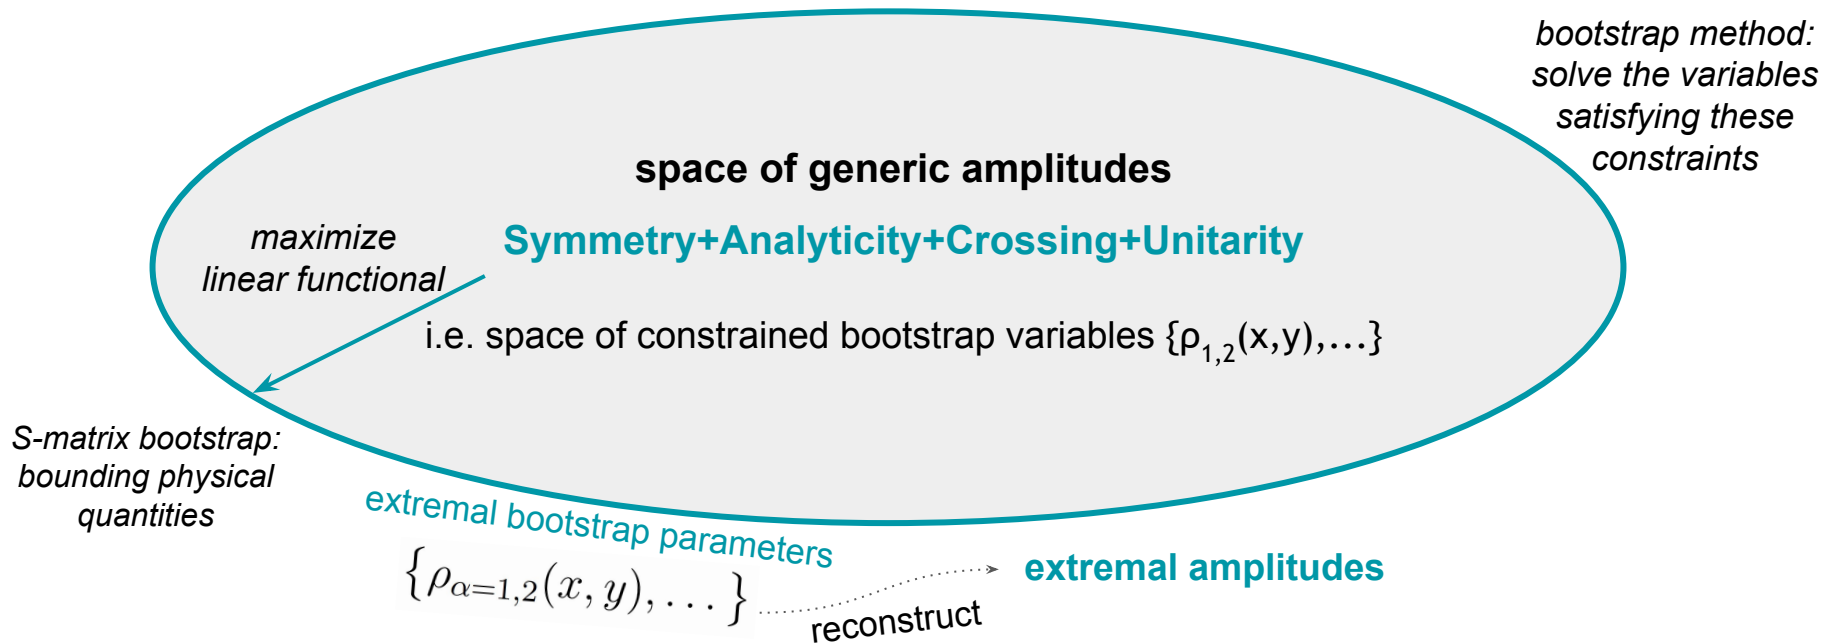 bootstrap method:
solve the variables
satisfying these
constraints
space of generic amplitudes
Symmetry+Analyticity+Crossing+Unitarity
maximize
linear functional
i.e. space of constrained bootstrap variables {ρ₁,₂(x,y),...}
S-matrix bootstrap:
bounding physical
quantities
extremal bootstrap parameters
{ρ_{α=1,2}(x, y), . . . }
reconstruct
extremal amplitudes